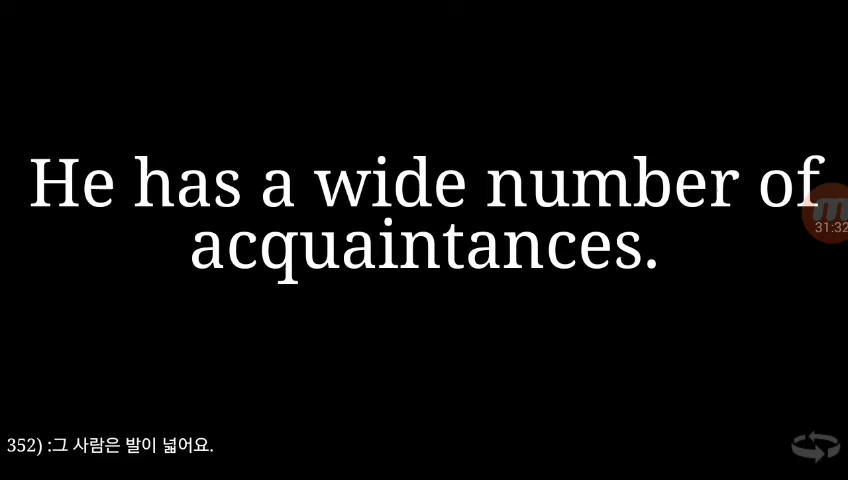 He has a wide number of
acquaintances.
31:32
352) :그 사람은 발이 넓어요.